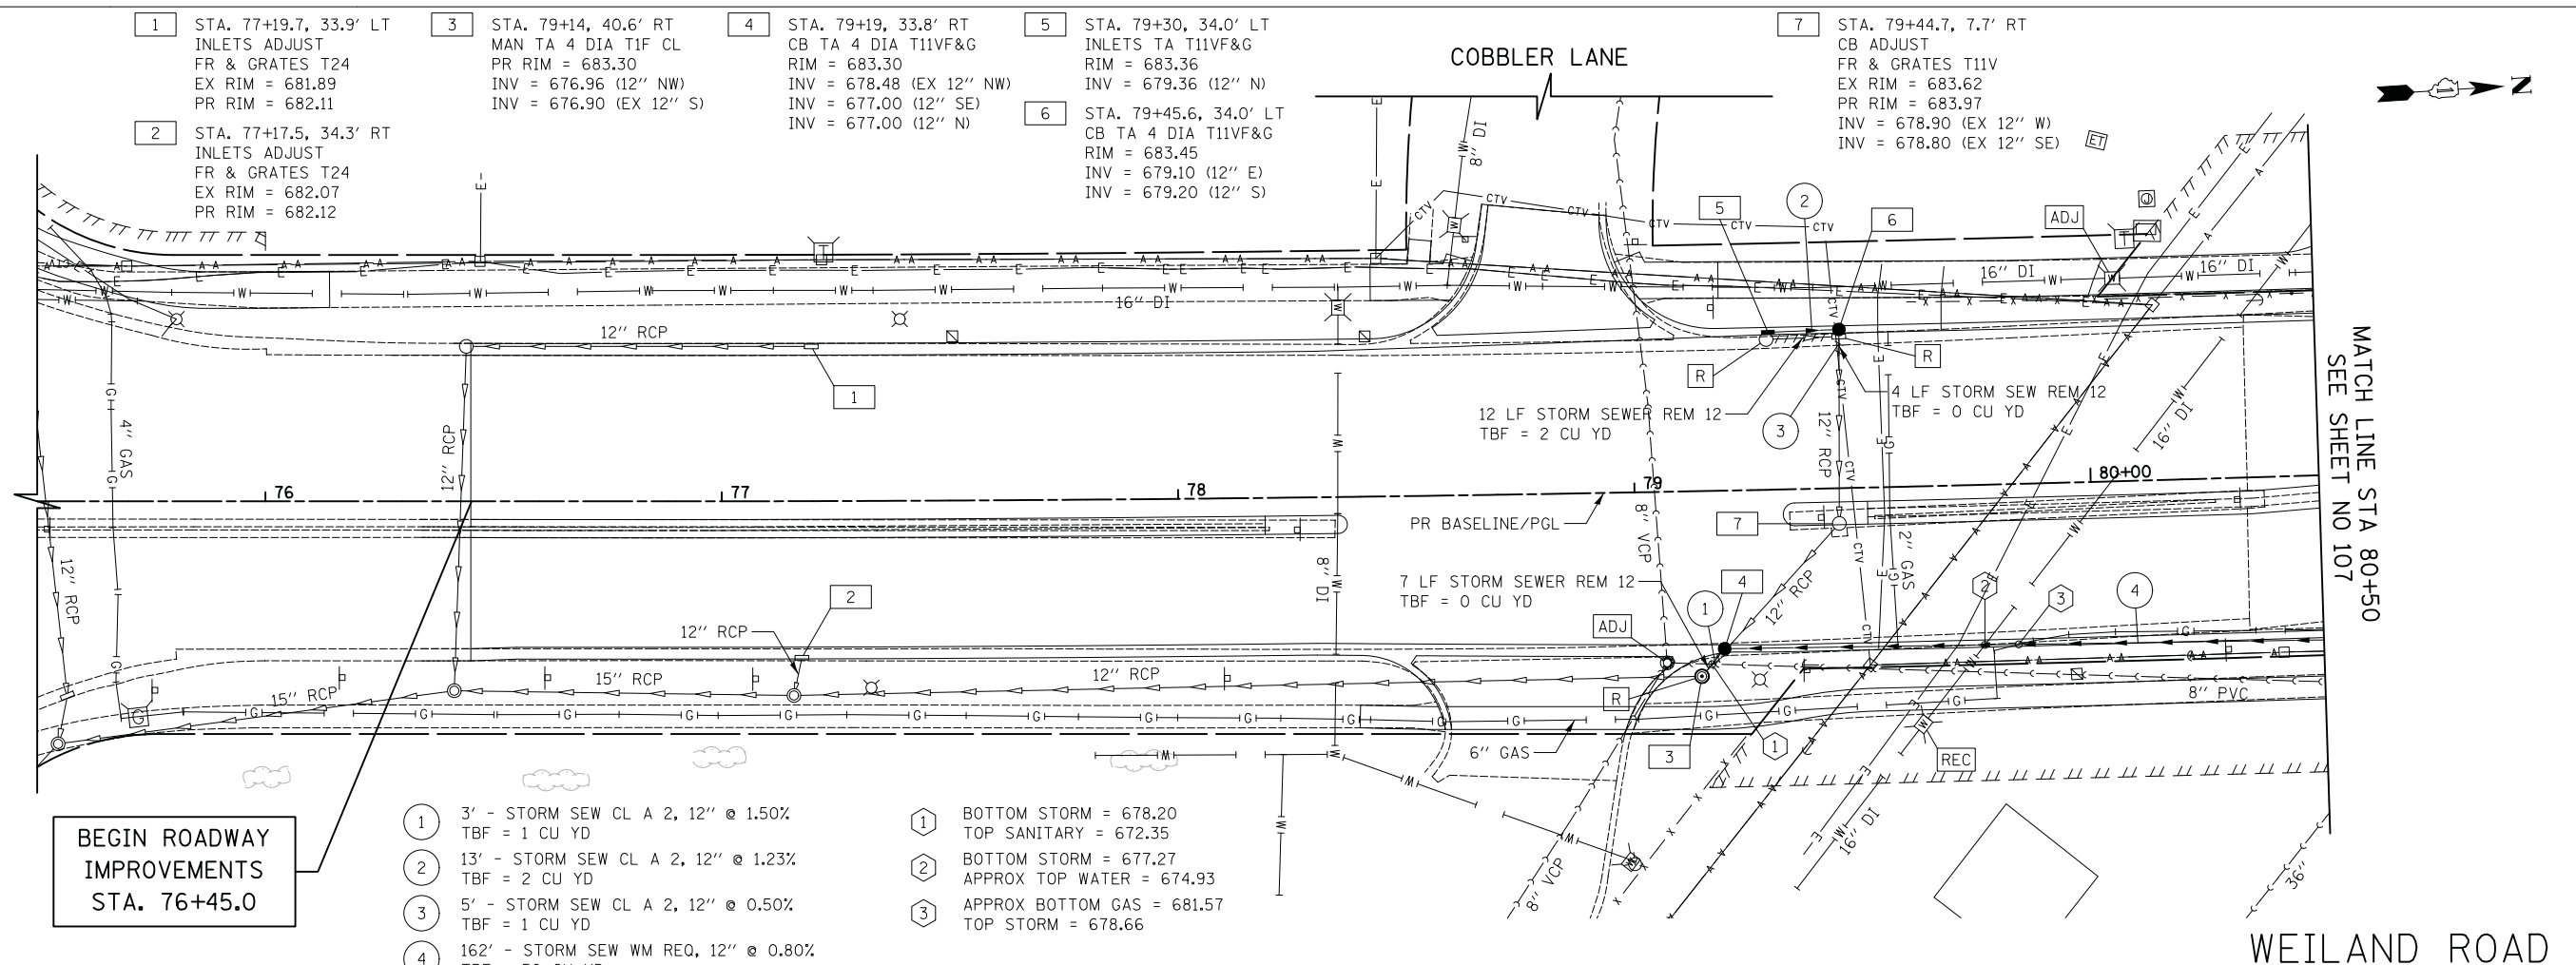 1
STA. 77+19.7, 33.9' LT
INLETS ADJUST
FR & GRATES T24
EX RIM = 681.89
PR RIM = 682.11
2
STA. 77+17.5, 34.3' RT
INLETS ADJUST
FR & GRATES T24
EX RIM = 682.07
PR RIM = 682.12
3
STA. 79+14, 40.6' RT
MAN TA 4 DIA T1F CL
PR RIM = 683.30
INV = 676.96 (12'' NW)
INV = 676.90 (EX 12'' S)
4
STA. 79+19, 33.8' RT
CB TA 4 DIA T11VF&G
RIM = 683.30
INV = 678.48 (EX 12'' NW)
INV = 677.00 (12'' SE)
INV = 677.00 (12'' N)
5
STA. 79+30, 34.0' LT
INLETS TA T11VF&G
RIM = 683.36
INV = 679.36 (12'' N)
6
STA. 79+45.6, 34.0' LT
CB TA 4 DIA T11VF&G
RIM = 683.45
INV = 679.10 (12'' E)
INV = 679.20 (12'' S)
7
STA. 79+44.7, 7.7' RT
CB ADJUST
FR & GRATES T11V
EX RIM = 683.62
PR RIM = 683.97
INV = 678.90 (EX 12'' W)
INV = 678.80 (EX 12'' SE)
COBBLER LANE
N
ET
8'' DI
5
2
6
ADJ
T
T
CTV
CTV
CTV
CTV
CTV
16'' DI
16'' DI
16'' DI
12'' RCP
1
R
R
12 LF STORM SEWER REM 12
TBF = 2 CU YD
3
4 LF STORM SEW REM 12
TBF = 0 CU YD
4'' GAS
12'' RCP
12'' RCP
16'' DI
MATCH LINE STA 80+50
SEE SHEET NO 107
76
77
78
79
80+00
PR BASELINE/PGL
7
12'' RCP
8'' DI
8'' VCP
2'' GAS
7 LF STORM SEWER REM 12
TBF = 0 CU YD
4
1
2
3
4
2
12'' RCP
ADJ
12'' RCP
15'' RCP
15'' RCP
12'' RCP
R
8'' PVC
6'' GAS
3
1
REC
16'' DI
8'' VCP
36''
BEGIN ROADWAY
IMPROVEMENTS
STA. 76+45.0
1
3' - STORM SEW CL A 2, 12'' @ 1.50%
TBF = 1 CU YD
2
13' - STORM SEW CL A 2, 12'' @ 1.23%
TBF = 2 CU YD
3
5' - STORM SEW CL A 2, 12'' @ 0.50%
TBF = 1 CU YD
4
162' - STORM SEW WM REQ, 12'' @ 0.80%
1
BOTTOM STORM = 678.20
TOP SANITARY = 672.35
2
BOTTOM STORM = 677.27
APPROX TOP WATER = 674.93
3
APPROX BOTTOM GAS = 681.57
TOP STORM = 678.66
WEILAND ROAD